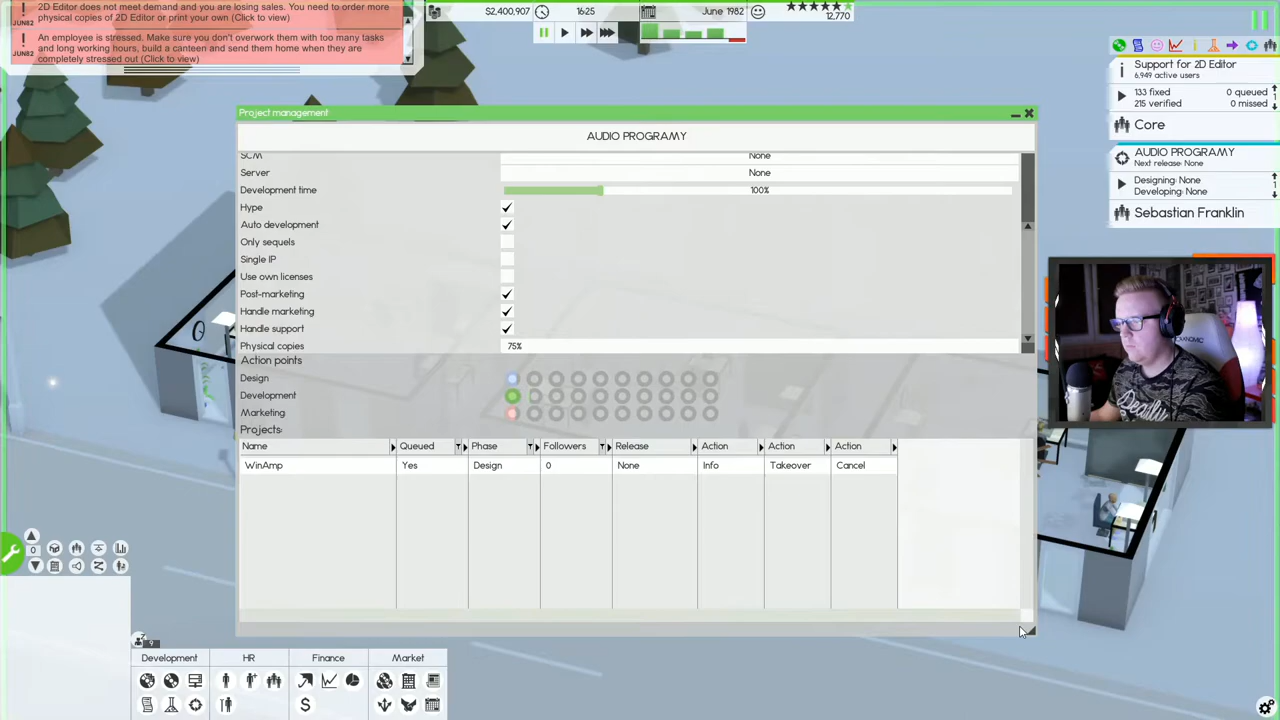 2D Editor does not meet demand and you are losing sales. You need to order more
JUN82 physical copies of 2D Editor or print your own (Click to view)
An employee is stressed. Make sure you don't overwork them with too many tasks
and long working hours, build a canteen and send them home when they are
JUN82 completely stressed out (Click to view)
$2,400,907 16:25 June 1982 12,770
Support for 2D Editor
6,949 active users
133 fixed 0 queued 1
215 verified 0 missed
Core
AUDIO PROGRAMY
Next release: None
Designing: None 1
Developing: None
Sebastian Franklin
Project management
AUDIO PROGRAMY
SCM None
Server None
Development time 100%
Hype
Auto development
Only sequels
Single IP
Use own licenses
Post-marketing
Handle marketing
Handle support
Physical copies 75%
Action points
Design
Development
Marketing
Projects:
Name Queued Phase Followers Release Action Action Action
WinAmp Yes Design 0 None Info Takeover Cancel
0
Development HR Finance Market